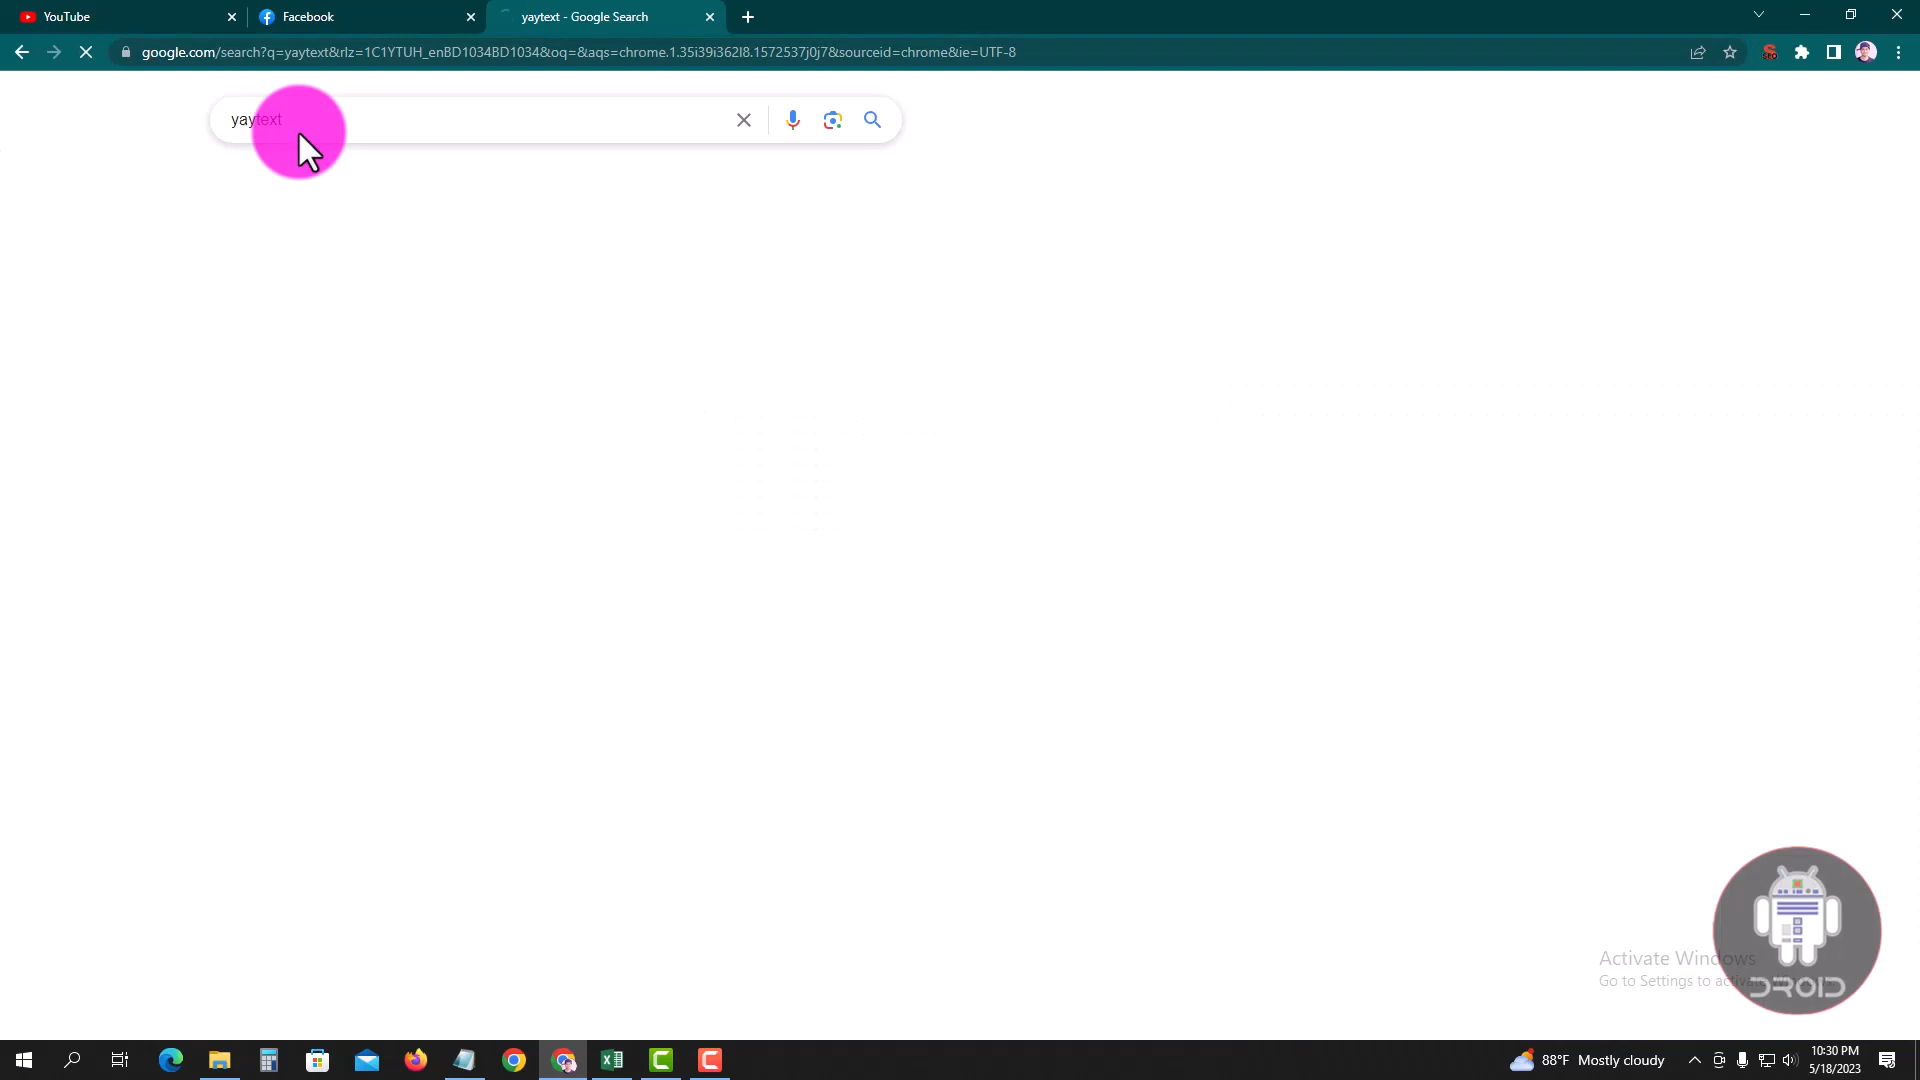 YouTube
Facebook
yaytext - Google Search
google.com/search?q=yaytext&rlz=1C1YTUH_enBD1034BD1034&oq=&aqs=chrome.1.35i39i362l8.1572537j0j7&sourceid=chrome&ie=UTF-8
yaytext
Activate Windows
Go to Settings to activate
DROID
88°F Mostly cloudy
10:30 PM
5/18/2023